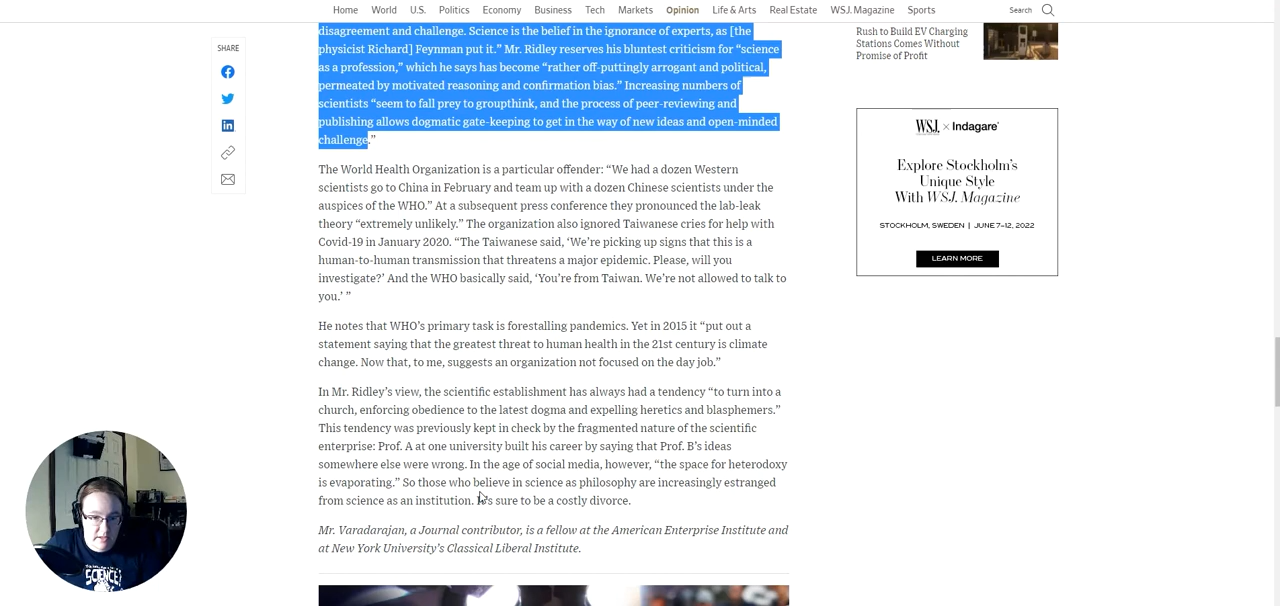 Home World U.S. Politics Economy Business Tech Markets Opinion Life & Arts Real Estate WSJ. Magazine Sports Search
SHARE
disagreement and challenge. Science is the belief in the ignorance of experts, as [the
physicist Richard] Feynman put it.” Mr. Ridley reserves his bluntest criticism for “science
as a profession,” which he says has become “rather off-puttingly arrogant and political,
permeated by motivated reasoning and confirmation bias.” Increasing numbers of
scientists “seem to fall prey to groupthink, and the process of peer-reviewing and
publishing allows dogmatic gate-keeping to get in the way of new ideas and open-minded
challenge.”
The World Health Organization is a particular offender: “We had a dozen Western
scientists go to China in February and team up with a dozen Chinese scientists under the
auspices of the WHO.” At a subsequent press conference they pronounced the lab-leak
theory “extremely unlikely.” The organization also ignored Taiwanese cries for help with
Covid-19 in January 2020. “The Taiwanese said, ‘We’re picking up signs that this is a
human-to-human transmission that threatens a major epidemic. Please, will you
investigate?’ And the WHO basically said, ‘You’re from Taiwan. We’re not allowed to talk to
you.’ ”
He notes that WHO’s primary task is forestalling pandemics. Yet in 2015 it “put out a
statement saying that the greatest threat to human health in the 21st century is climate
change. Now that, to me, suggests an organization not focused on the day job.”
In Mr. Ridley’s view, the scientific establishment has always had a tendency “to turn into a
church, enforcing obedience to the latest dogma and expelling heretics and blasphemers.”
This tendency was previously kept in check by the fragmented nature of the scientific
enterprise: Prof. A at one university built his career by saying that Prof. B’s ideas
somewhere else were wrong. In the age of social media, however, “the space for heterodoxy
is evaporating.” So those who believe in science as philosophy are increasingly estranged
from science as an institution. sure to be a costly divorce.
Mr. Varadarajan, a Journal contributor, is a fellow at the American Enterprise Institute and
at New York University’s Classical Liberal Institute.
Rush to Build EV Charging
Stations Comes Without
Promise of Profit
WSJ. × Indagare
Explore Stockholm’s
Unique Style
With WSJ. Magazine
STOCKHOLM, SWEDEN | JUNE 7–12, 2022
LEARN MORE
SCIENCE